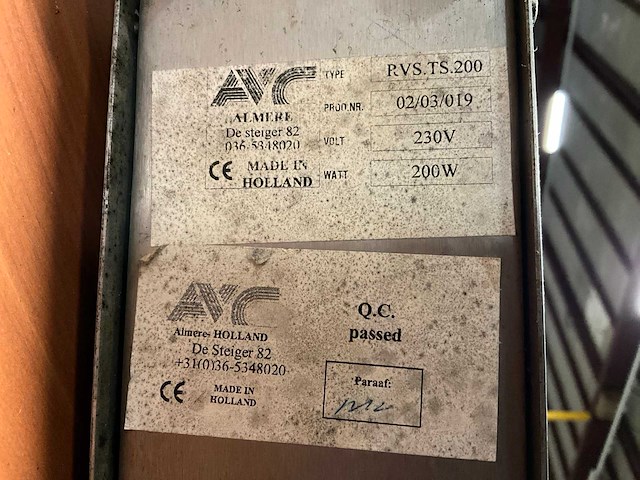 AVC TYPE RVS.TS.200
ALMERE PROD.NR. 02/03/019
De steiger 82
036-5348020 VOLT 230V
CE MADE IN
HOLLAND WATT 200W
AVC
Almere- HOLLAND
De Steiger 82
+31(0)36-5348020
CE MADE IN
HOLLAND
Q.C.
passed
Paraaf: